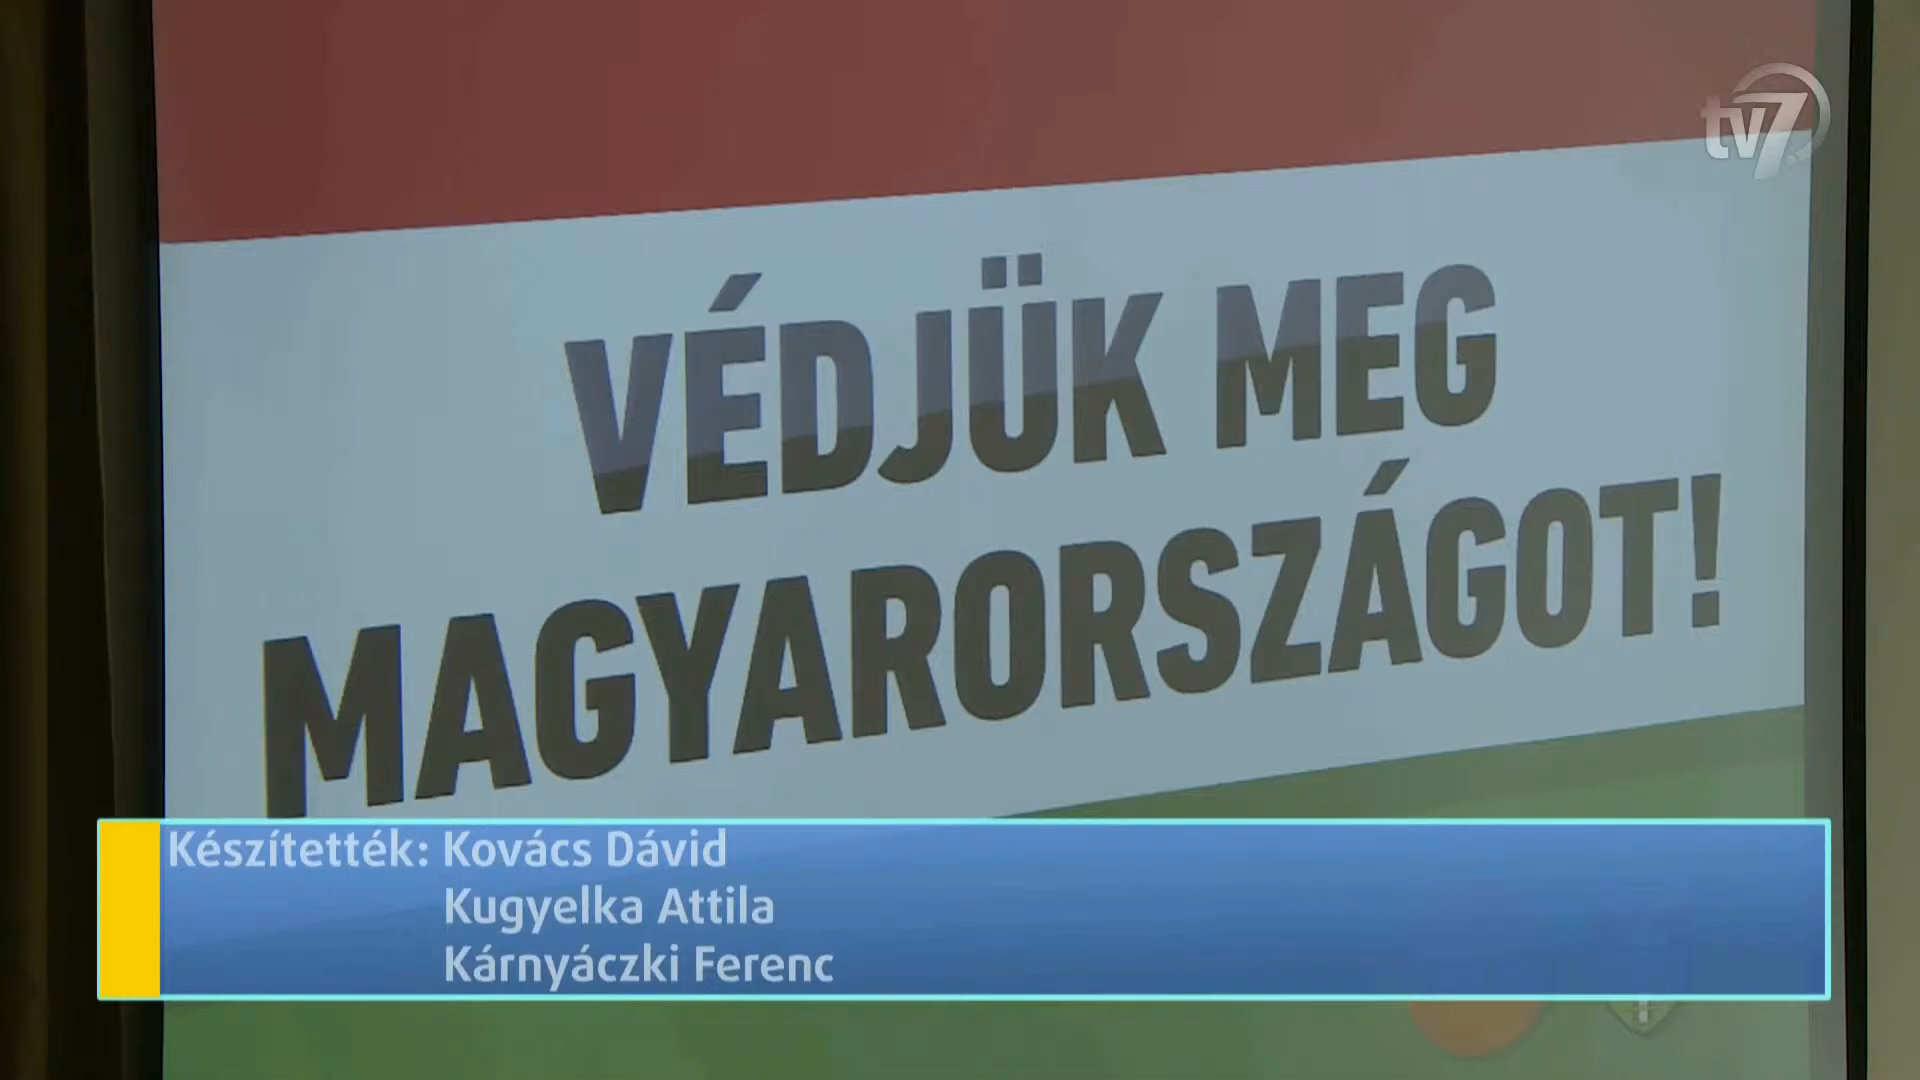 tv7
VÉDJÜK MEG
MAGYARORSZÁGOT!
Készítették: Kovács Dávid
Kugyelka Attila
Kárnyáczki Ferenc